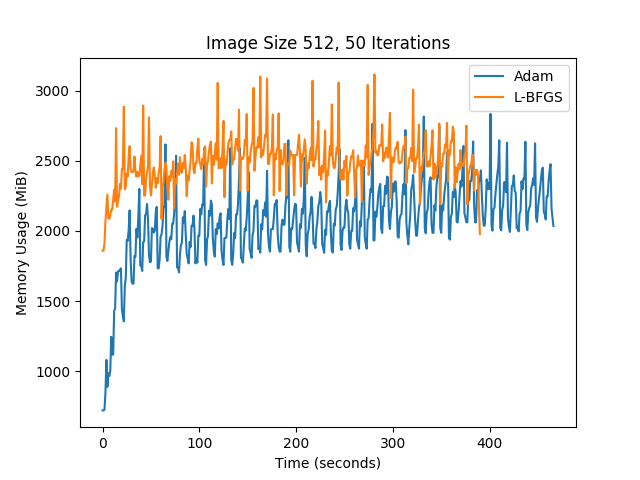 Image Size 512, 50 Iterations
Adam
L-BFGS
Memory Usage (MiB)
3000
2500
2000
1500
1000
0
100
200
300
400
Time (seconds)